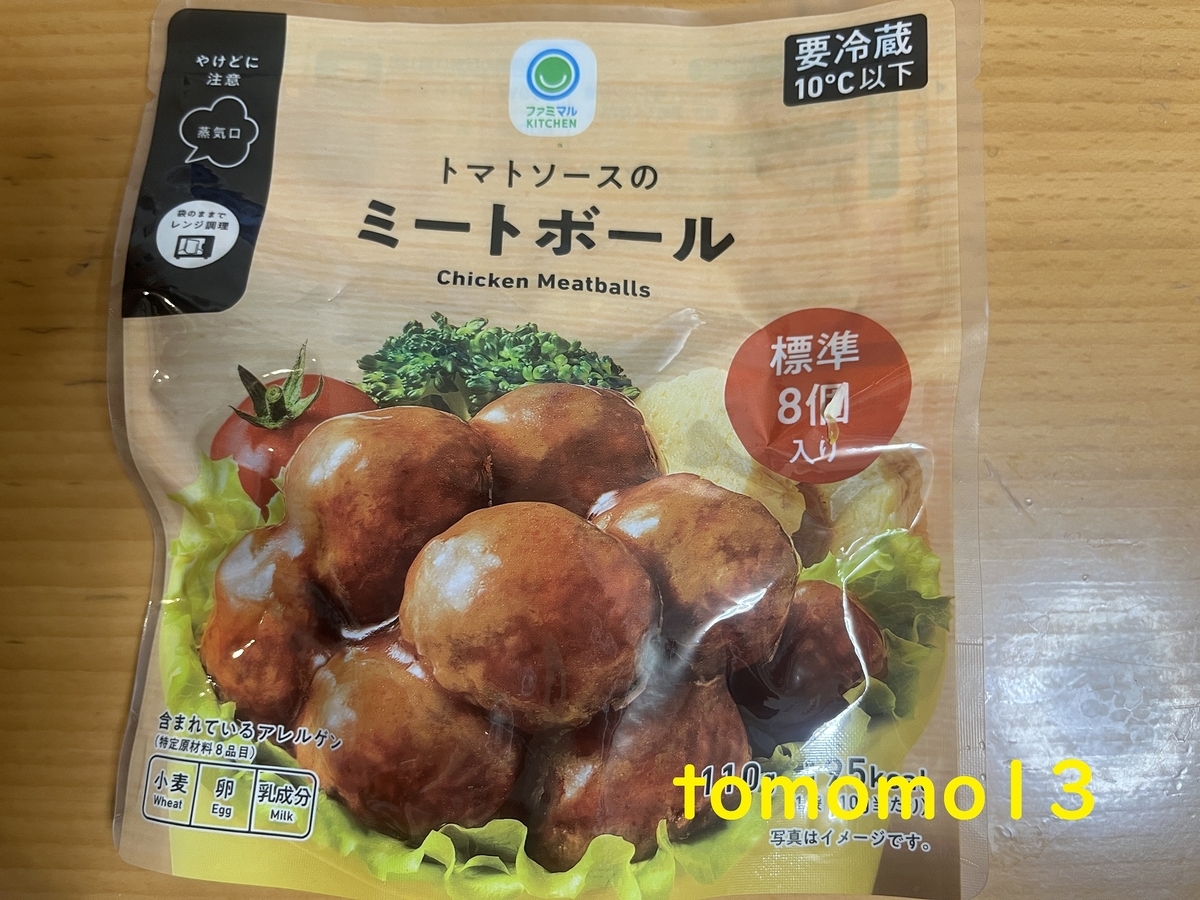 やけどに
注意
蒸気口
袋のままで
レンジ調理
ファミマル
KITCHEN
要冷蔵
10℃以下
トマトソースの
ミートボール
Chicken Meatballs
標準
8個
入り
含まれているアレルゲン
(特定原材料8品目)
小麦 卵 乳成分
Wheat Egg Milk
110g
tomomo13
写真はイメージです。